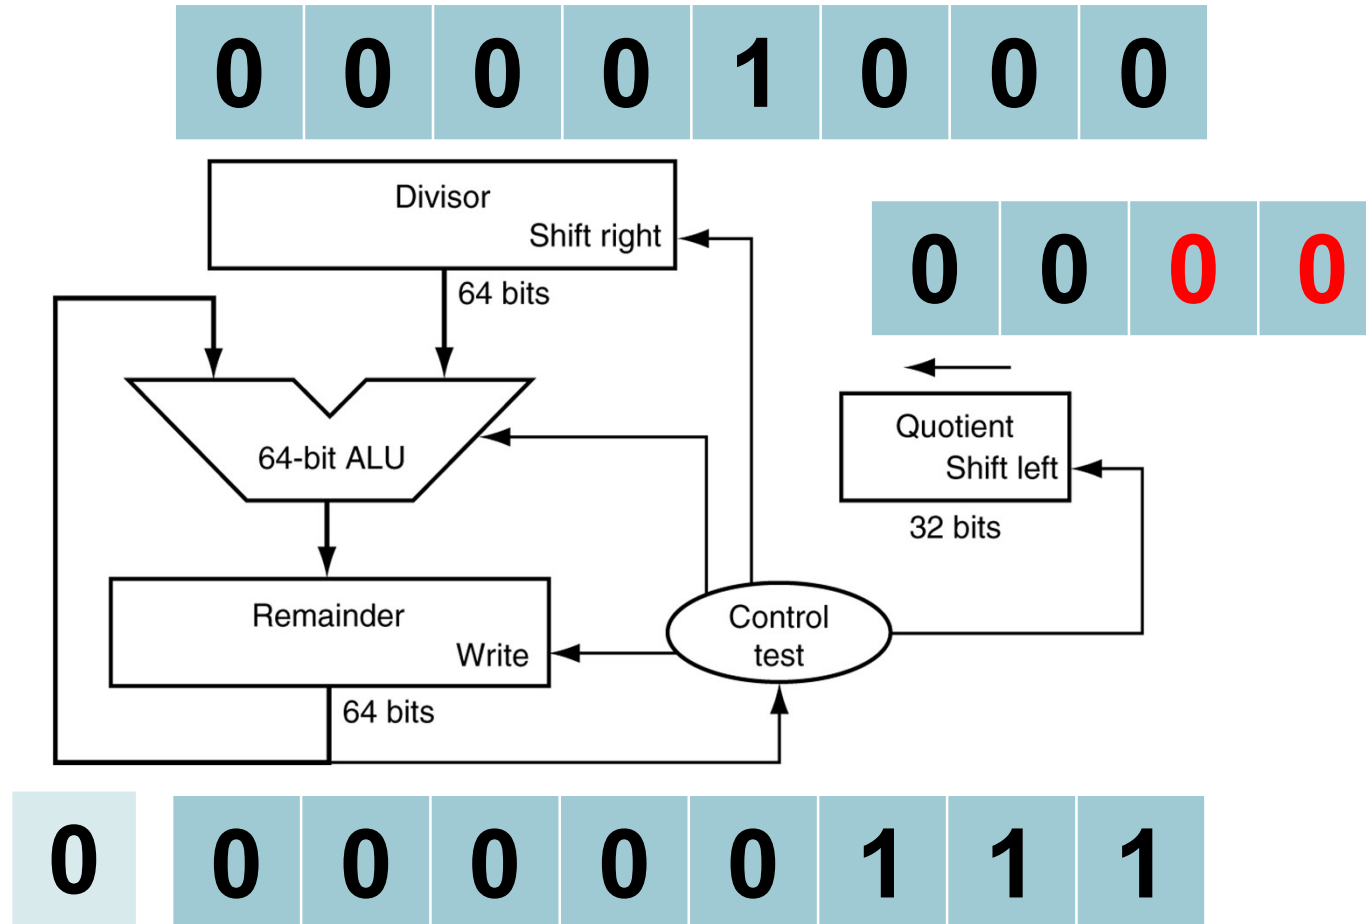 0 0 0 0 1 0 0 0
Divisor
Shift right
64 bits
0 0 0 0
64-bit ALU
Quotient
Shift left
32 bits
Remainder
Write
Control
test
64 bits
0 0 0 0 0 0 1 1 1